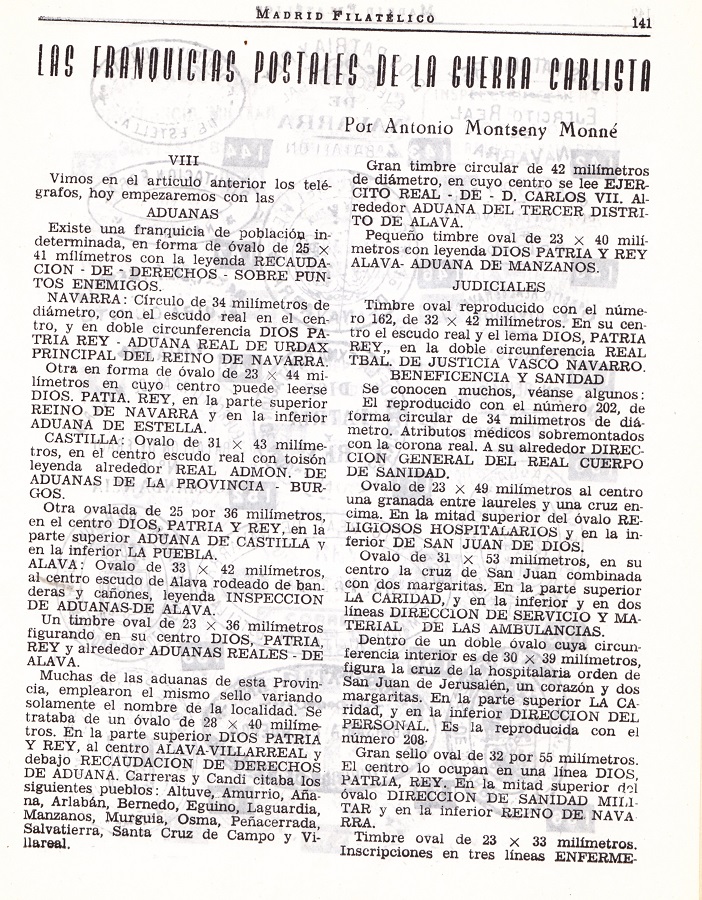 MADRID FILATÉLICO
141
LAS FRANQUICIAS POSTALES DE LA GUERRA CARLISTA
Por Antonio Montseny Monné
VIII
Vimos en el artículo anterior los telé-
grafos, hoy empezaremos con las
ADUANAS
Existe una franquicia de población in-
determinada, en forma de óvalo de 25 ×
41 milímetros con la leyenda RECAUDA-
CION - DE - DERECHOS - SOBRE PUN-
TOS ENEMIGOS.
NAVARRA: Círculo de 34 milímetros de
diámetro, con el escudo real en el cen-
tro, y en doble circunferencia DIOS PA-
TRIA REY - ADUANA REAL DE URDAX
PRINCIPAL DEL REINO DE NAVARRA.
Otra en forma de óvalo de 23 × 44 mi-
límetros en cuyo centro puede leerse
DIOS. PATIA. REY, en la parte superior
REINO DE NAVARRA y en la inferior
ADUANA DE ESTELLA.
CASTILLA: Ovalo de 31 × 43 milíme-
tros, en el centro escudo real con toisón
leyenda alrededor REAL ADMON. DE
ADUANAS DE LA PROVINCIA - BUR-
GOS.
Otra ovalada de 25 por 36 milímetros,
en el centro DIOS, PATRIA Y REY, en la
parte superior ADUANA DE CASTILLA y
en la inferior LA PUEBLA.
ALAVA: Ovalo de 33 × 42 milímetros,
al centro escudo de Alava rodeado de ban-
deras y cañones, leyenda INSPECCION
DE ADUANAS-DE ALAVA.
Un timbre oval de 23 × 36 milímetros
figurando en su centro DIOS, PATRIA,
REY y alrededor ADUANAS REALES - DE
ALAVA.
Muchas de las aduanas de esta Provin-
cia, emplearon el mismo sello variando
solamente el nombre de la localidad. Se
trataba de un óvalo de 28 × 40 milíme-
tros. En la parte superior DIOS PATRIA
Y REY, al centro ALAVA-VILLARREAL y
debajo RECAUDACION DE DERECHOS
DE ADUANA. Carreras y Candi citaba los
siguientes pueblos: Altuve, Amurrio, Aña-
na, Arlabán, Bernedo, Eguino, Laguardia,
Manzanos, Murguia, Osma, Peñacerrada,
Salvatierra, Santa Cruz de Campo y Vi-
llareal.
Gran timbre circular de 42 milímetros
de diámetro, en cuyo centro se lee EJER-
CITO REAL - DE - D. CARLOS VII. Al-
rededor ADUANA DEL TERCER DISTRI-
TO DE ALAVA.
Pequeño timbre oval de 23 × 40 milí-
metros con leyenda DIOS PATRIA Y REY
ALAVA- ADUANA DE MANZANOS.
JUDICIALES
Timbre oval reproducido con el núme-
ro 162, de 32 × 42 milímetros. En su cen-
tro el escudo real y el lema DIOS, PATRIA
REY,, en la doble circunferencia REAL
TBAL. DE JUSTICIA VASCO NAVARRO.
BENEFICENCIA Y SANIDAD
Se conocen muchos, véanse algunos:
El reproducido con el número 202, de
forma circular de 34 milimetros de diá-
metro. Atributos médicos sobremontados
con la corona real. A su alrededor DIREC-
CION GENERAL DEL REAL CUERPO
DE SANIDAD.
Ovalo de 23 × 49 milímetros al centro
una granada entre laureles y una cruz en-
cima. En la mitad superior del óvalo RE-
LIGIOSOS HOSPITALARIOS y en la in-
ferior DE SAN JUAN DE DIOS.
Ovalo de 31 × 53 milímetros, en su
centro la cruz de San Juan combinada
con dos margaritas. En la parte superior
LA CARIDAD, y en la inferior y en dos
líneas DIRECCION DE SERVICIO Y MA-
TERIAL DE LAS AMBULANCIAS.
Dentro de un doble óvalo cuya circun-
ferencia interior es de 30 × 39 milímetros,
figura la cruz de la hospitalaria orden de
San Juan de Jerusalén, un corazón y dos
margaritas. En la parte superior LA CA-
ridad, y en la inferior DIRECCION DEL
PERSONAL. Es la reproducida con el
número 208.
Gran sello oval de 32 por 55 milímetros.
El centro lo ocupan en una línea DIOS,
PATRIA, REY. En la mitad superior del
óvalo DIRECCION DE SANIDAD MILI-
TAR y en la inferior REINO DE NAVA
RRA.
Timbre oval de 23 × 33 milímetros.
Inscripciones en tres líneas ENFERME-